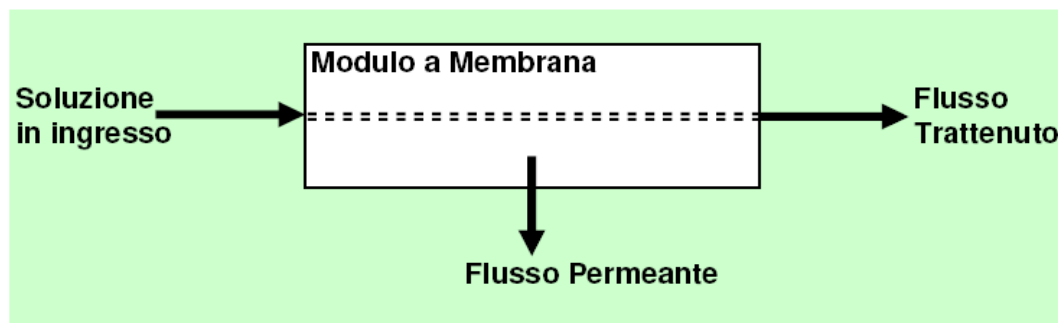 Modulo a Membrana
Soluzione
in ingresso
Flusso
Trattenuto
Flusso Permeante